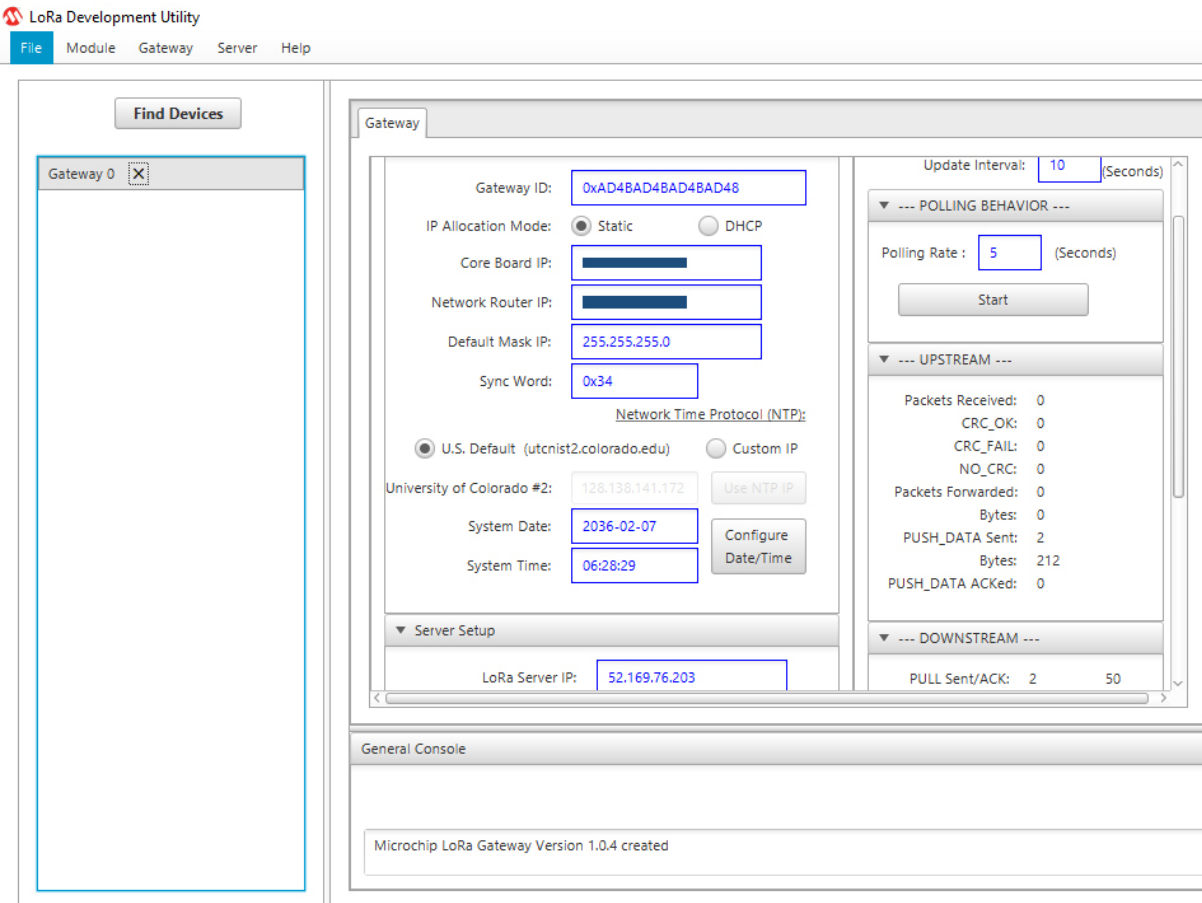 LoRa Development Utility
File Module Gateway Server Help
Find Devices
Gateway 0 X
Gateway
Gateway ID: 0xAD4BAD4BAD4BAD48
IP Allocation Mode: Static DHCP
Core Board IP:
Network Router IP:
Default Mask IP: 255.255.255.0
Sync Word: 0x34
Network Time Protocol (NTP):
U.S. Default (utcnist2.colorado.edu) Custom IP
University of Colorado #2: 128.138.141.172 Use NTP IP
System Date: 2036-02-07
Configure
Date/Time
System Time: 06:28:29
Server Setup
LoRa Server IP: 52.169.76.203
Update Interval: 10 (Seconds)
--- POLLING BEHAVIOR ---
Polling Rate : 5 (Seconds)
Start
--- UPSTREAM ---
Packets Received: 0
CRC_OK: 0
CRC_FAIL: 0
NO_CRC: 0
Packets Forwarded: 0
Bytes: 0
PUSH_DATA Sent: 2
Bytes: 212
PUSH_DATA ACKed: 0
--- DOWNSTREAM ---
PULL Sent/ACK: 2 50
General Console
Microchip LoRa Gateway Version 1.0.4 created